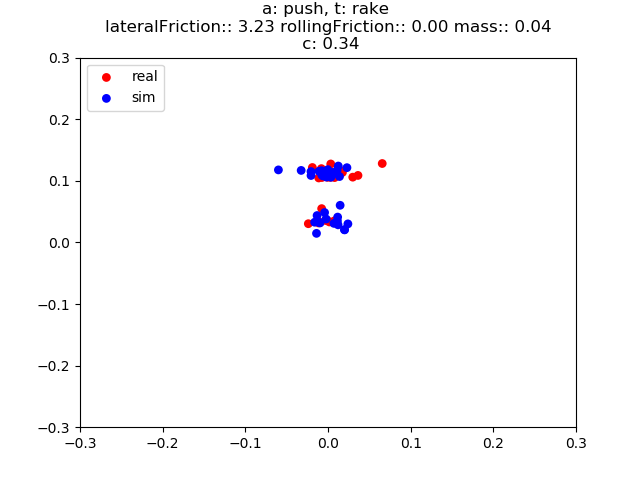 a: push, t: rake
lateralFriction:: 3.23 rollingFriction:: 0.00 mass:: 0.04
c: 0.34
real
sim
0.3
0.2
0.1
0.0
−0.1
−0.2
−0.3
−0.3 −0.2 −0.1 0.0 0.1 0.2 0.3